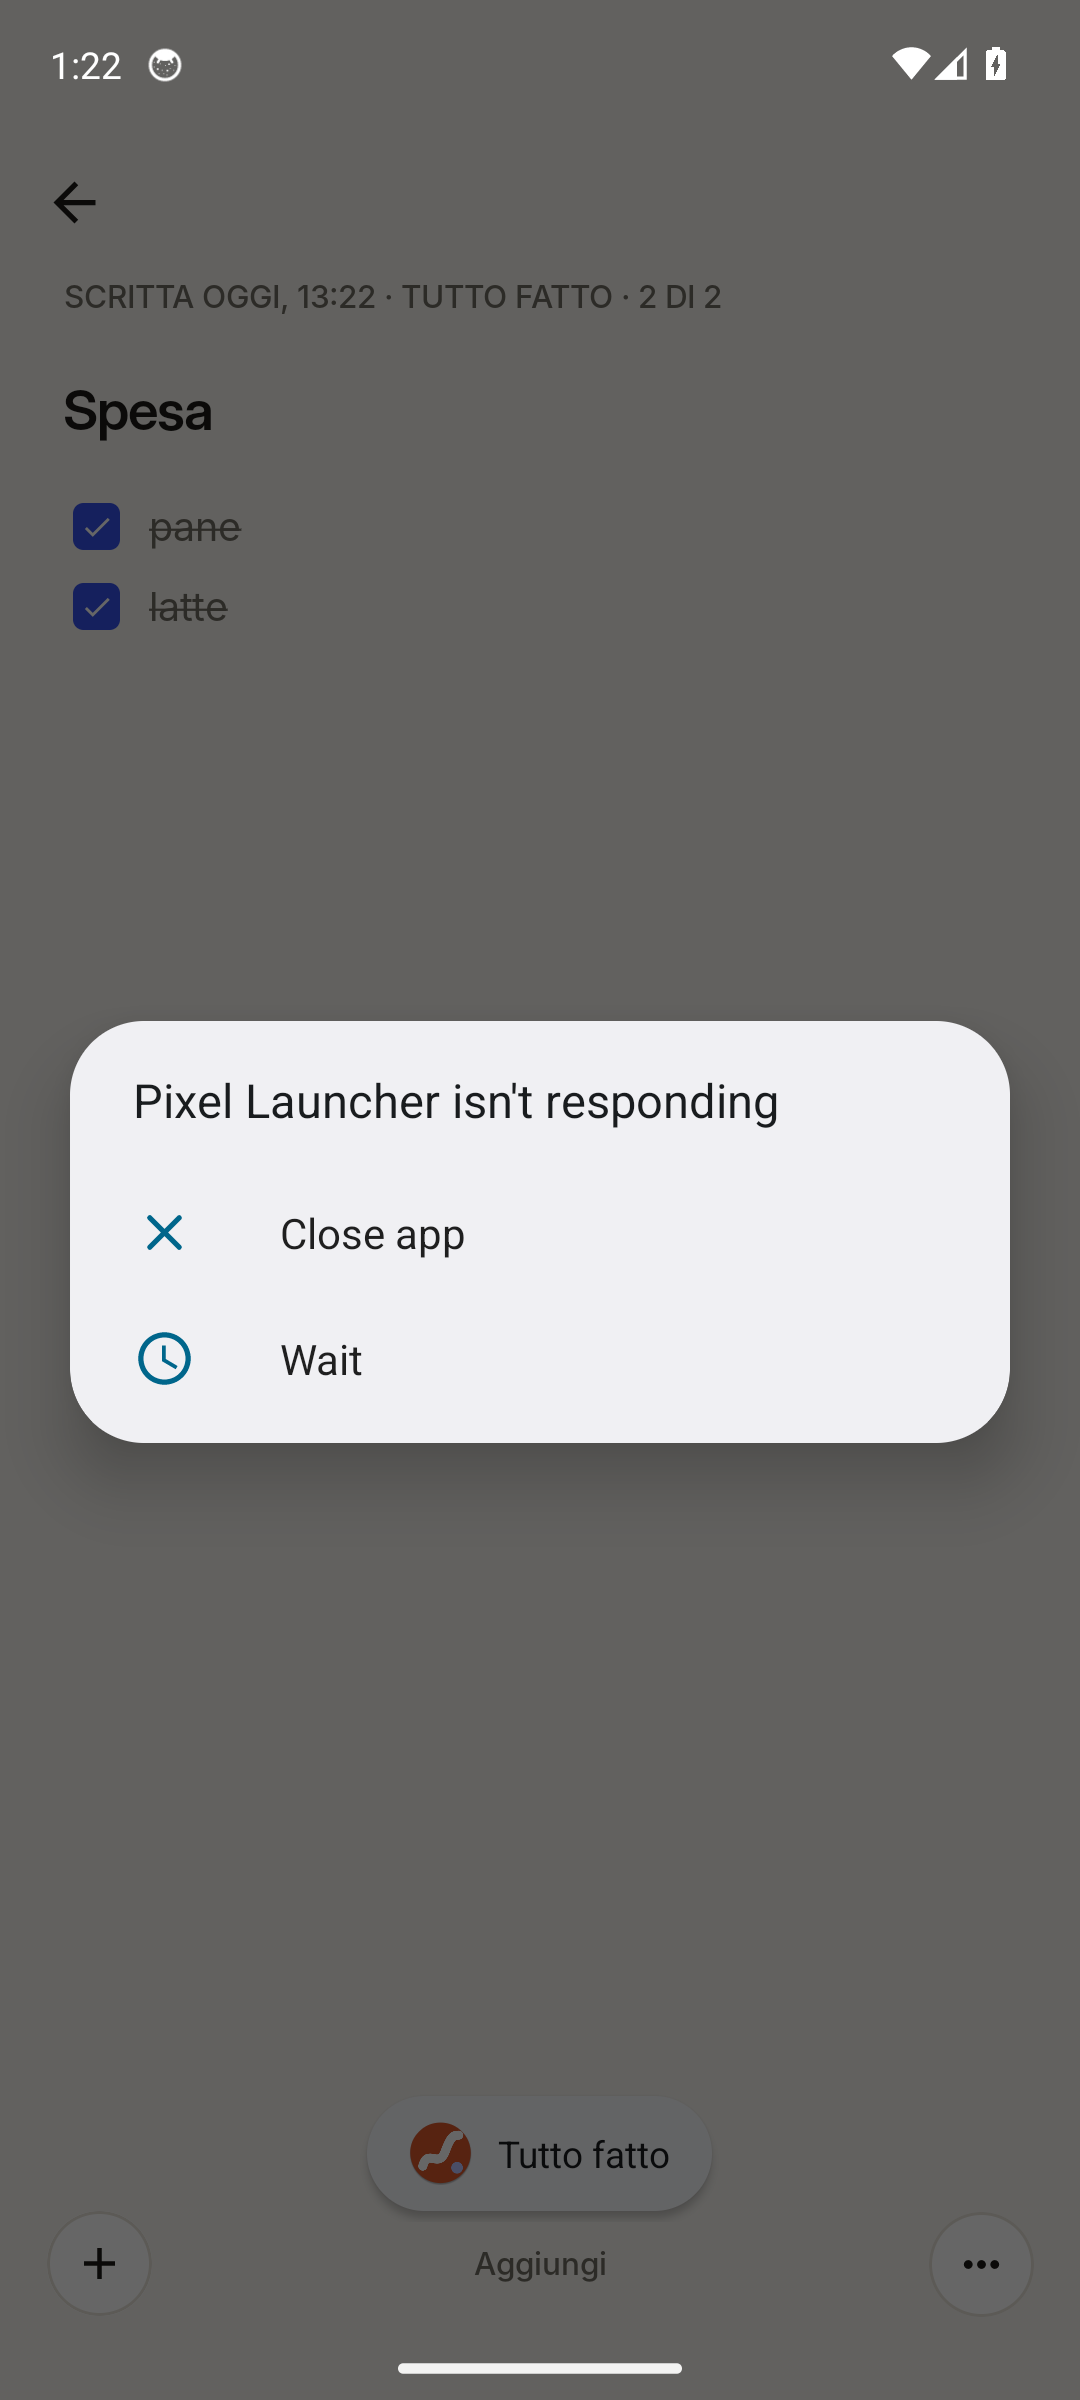 1:22
SCRITTA OGGI, 13:22 · TUTTO FATTO · 2 DI 2
Spesa
pane
latte
Pixel Launcher isn't responding
Close app
Wait
Tutto fatto
Aggiungi